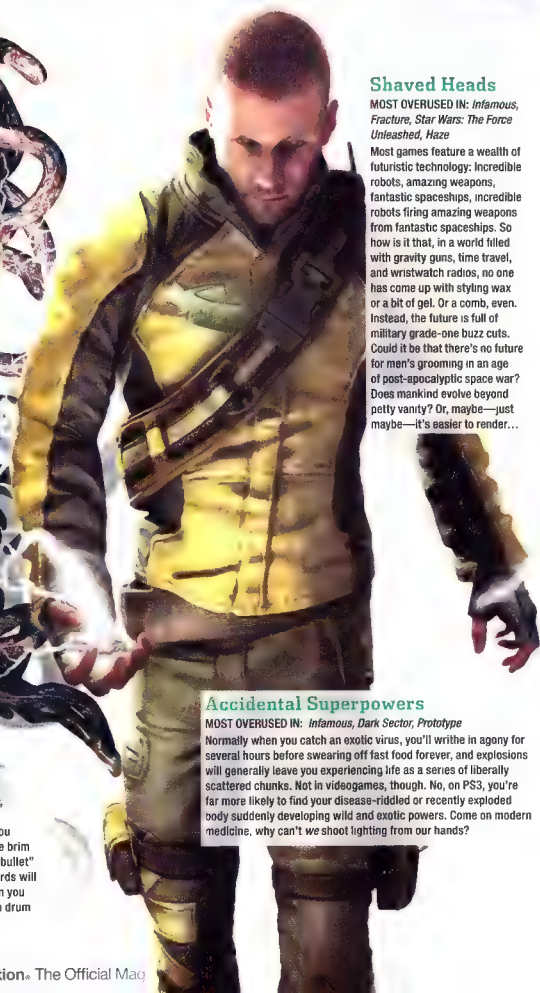 Shaved Heads
MOST OVERUSED IN: Infamous,
Fracture, Star Wars: The Force
Unleashed, Haze
Most games feature a wealth of
futuristic technology: Incredible
robots, amazing weapons,
fantastic spaceships, incredible
robots firing amazing weapons
from fantastic spaceships. So
how is it that, in a world filled
with gravity guns, time travel,
and wristwatch radios, no one
has come up with styling wax
or a bit of gel. Or a comb, even.
Instead, the future is full of
military grade-one buzz cuts.
Could it be that there's no future
for men's grooming in an age
of post-apocalyptic space war?
Does mankind evolve beyond
petty vanity? Or, maybe—just
maybe—it's easier to render...
Accidental Superpowers
MOST OVERUSED IN: Infamous, Dark Sector, Prototype
Normally when you catch an exotic virus, you'll writhe in agony for
several hours before swearing off fast food forever, and explosions
will generally leave you experiencing life as a series of liberally
scattered chunks. Not in videogames, though. No, on PS3, you're
far more likely to find your disease-riddled or recently exploded
body suddenly developing wild and exotic powers. Come on modern
medicine, why can't we shoot lighting from our hands?
brim
bullet"
will
you
drum
The Official Mag